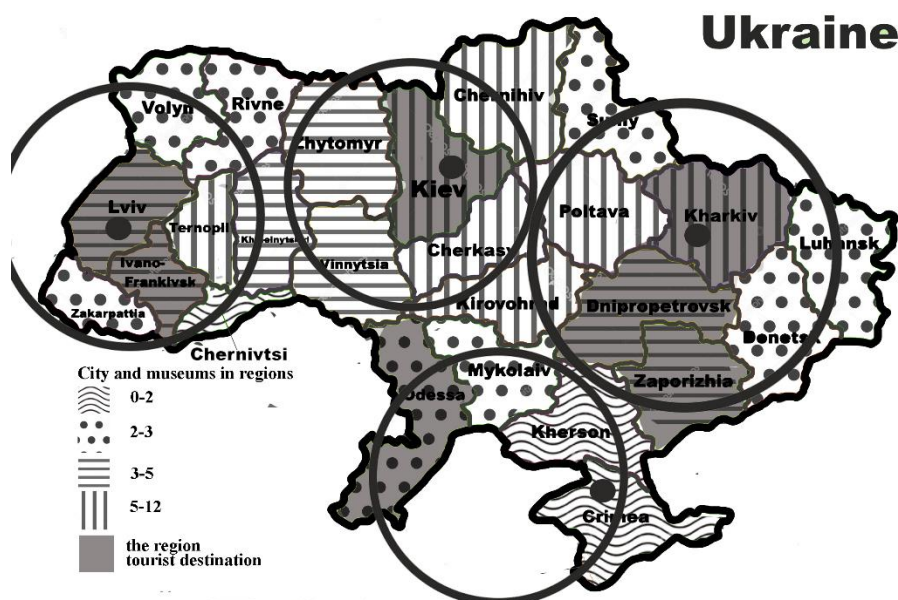 Ukraine
Chernihiv
Volyn
Rivne
Sumy
Zhytomyr
Kiev
Lviv
Ternopil
Poltava
Kharkiv
Cherkasy
Luhansk
Vinnytsia
Ivano-
Frankivsk
Kirovohrad
Dnipropetrovsk
Zakarpattia
Donetsk
Chernivtsi
Mykolaiv
Zaporizhia
Odessa
Kherson
Crimea
City and museums in regions
0-2
2-3
3-5
5-12
the region
tourist destination